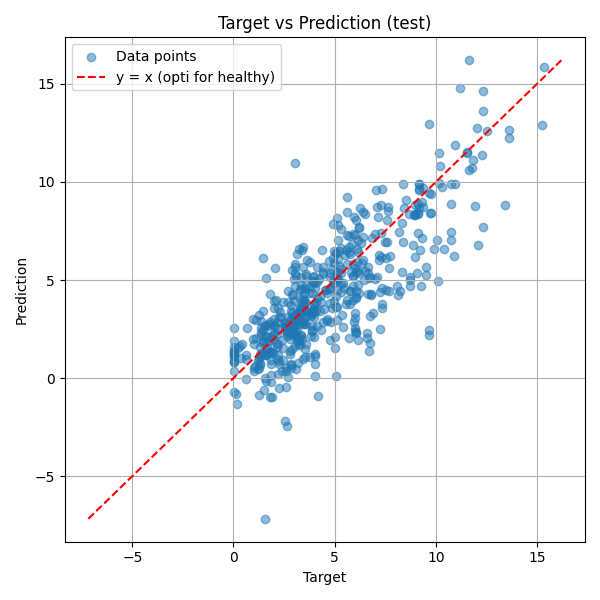 Target vs Prediction (test)
Data points
y = x (opti for healthy)
15
10
5
0
−5
Prediction
−5
0
5
10
15
Target